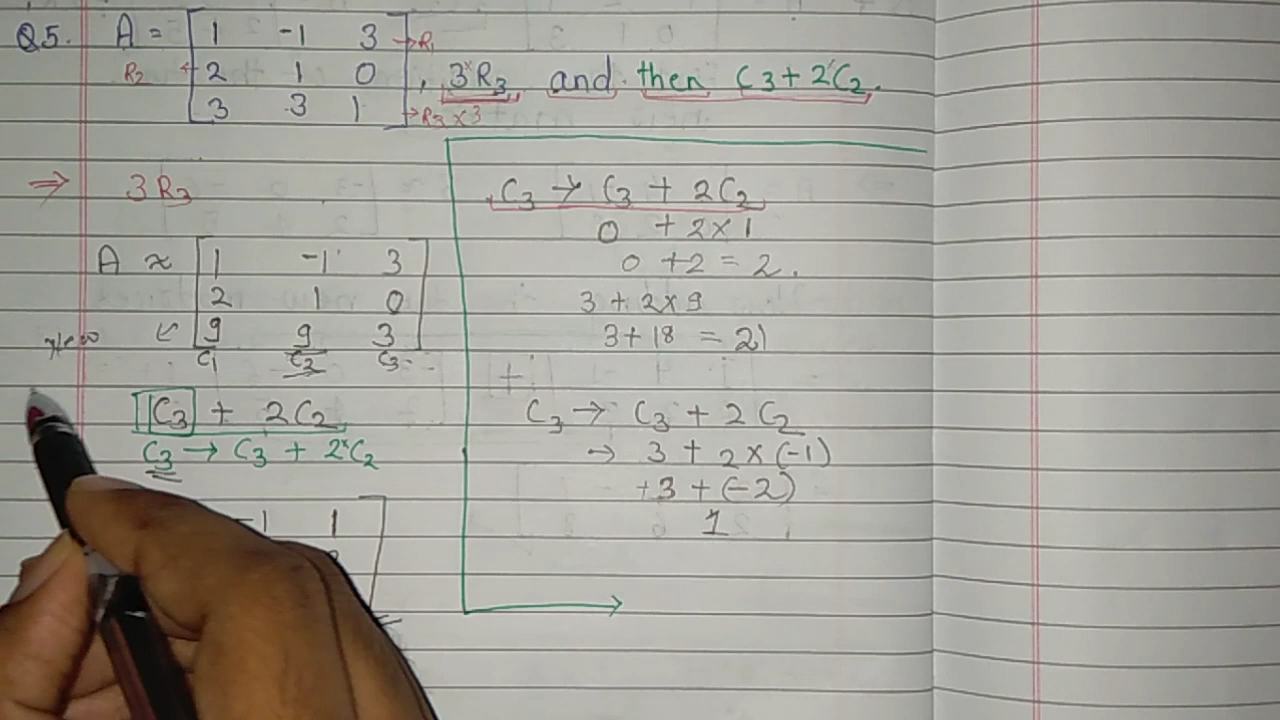 Q5. A = [ 1 -1 3 ] → R1
R2 ← [ 2 1 0 ] , 3×R3 and then C3 + 2×C2.
[ 3 3 1 ] → R3 × 3
⇒ 3R3
A ≈ [ 1 -1 3 ]
[ 2 1 0 ]
New ↙ [ 9 9 3 ]
C1 C2 C3
C3 + 2C2
C3 → C3 + 2×C2
-1 1
C3 → C3 + 2C2
0 + 2×1
0 + 2 = 2.
3 + 2×9
3 + 18 = 21
+
C3 → C3 + 2C2
→ 3 + 2×(-1)
+3 + (-2)
1